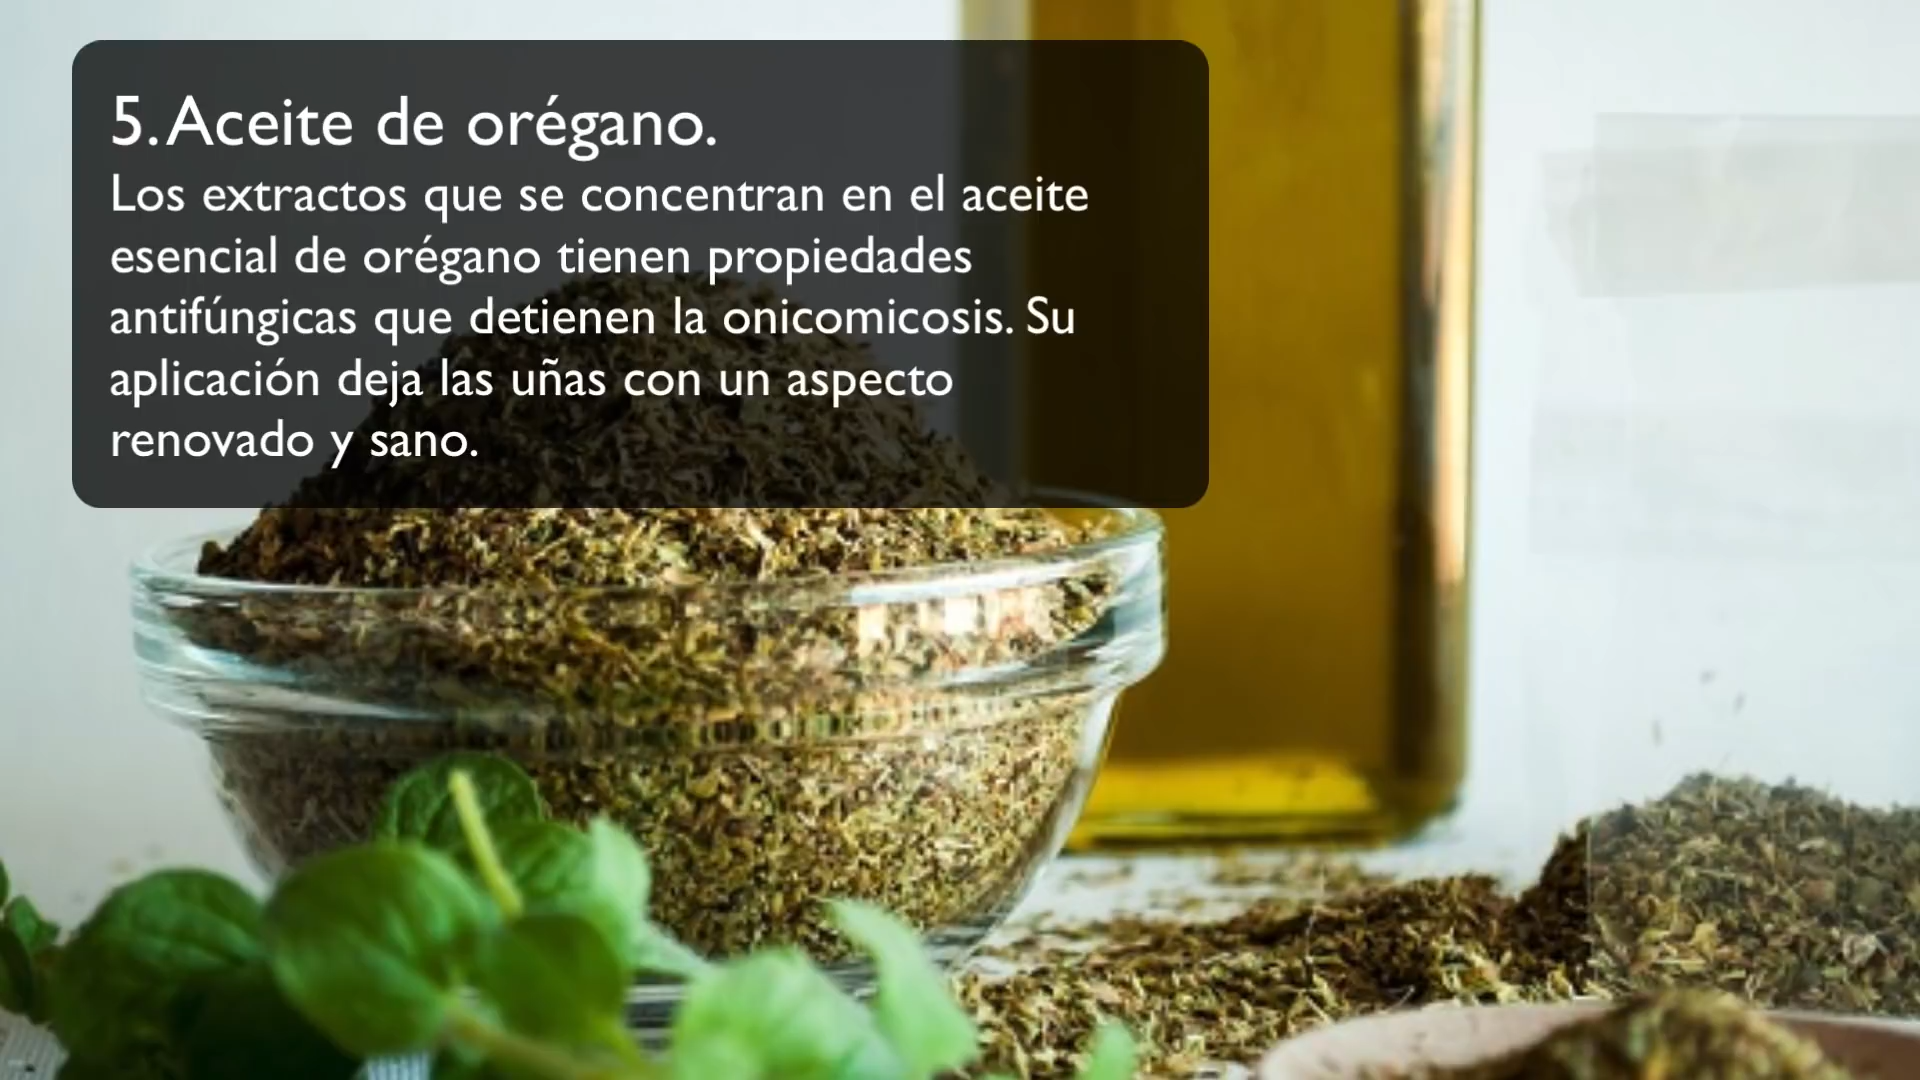 5. Aceite de orégano.
Los extractos que se concentran en el aceite
esencial de orégano tienen propiedades
antifúngicas que detienen la onicomicosis. Su
aplicación deja las uñas con un aspecto
renovado y sano.